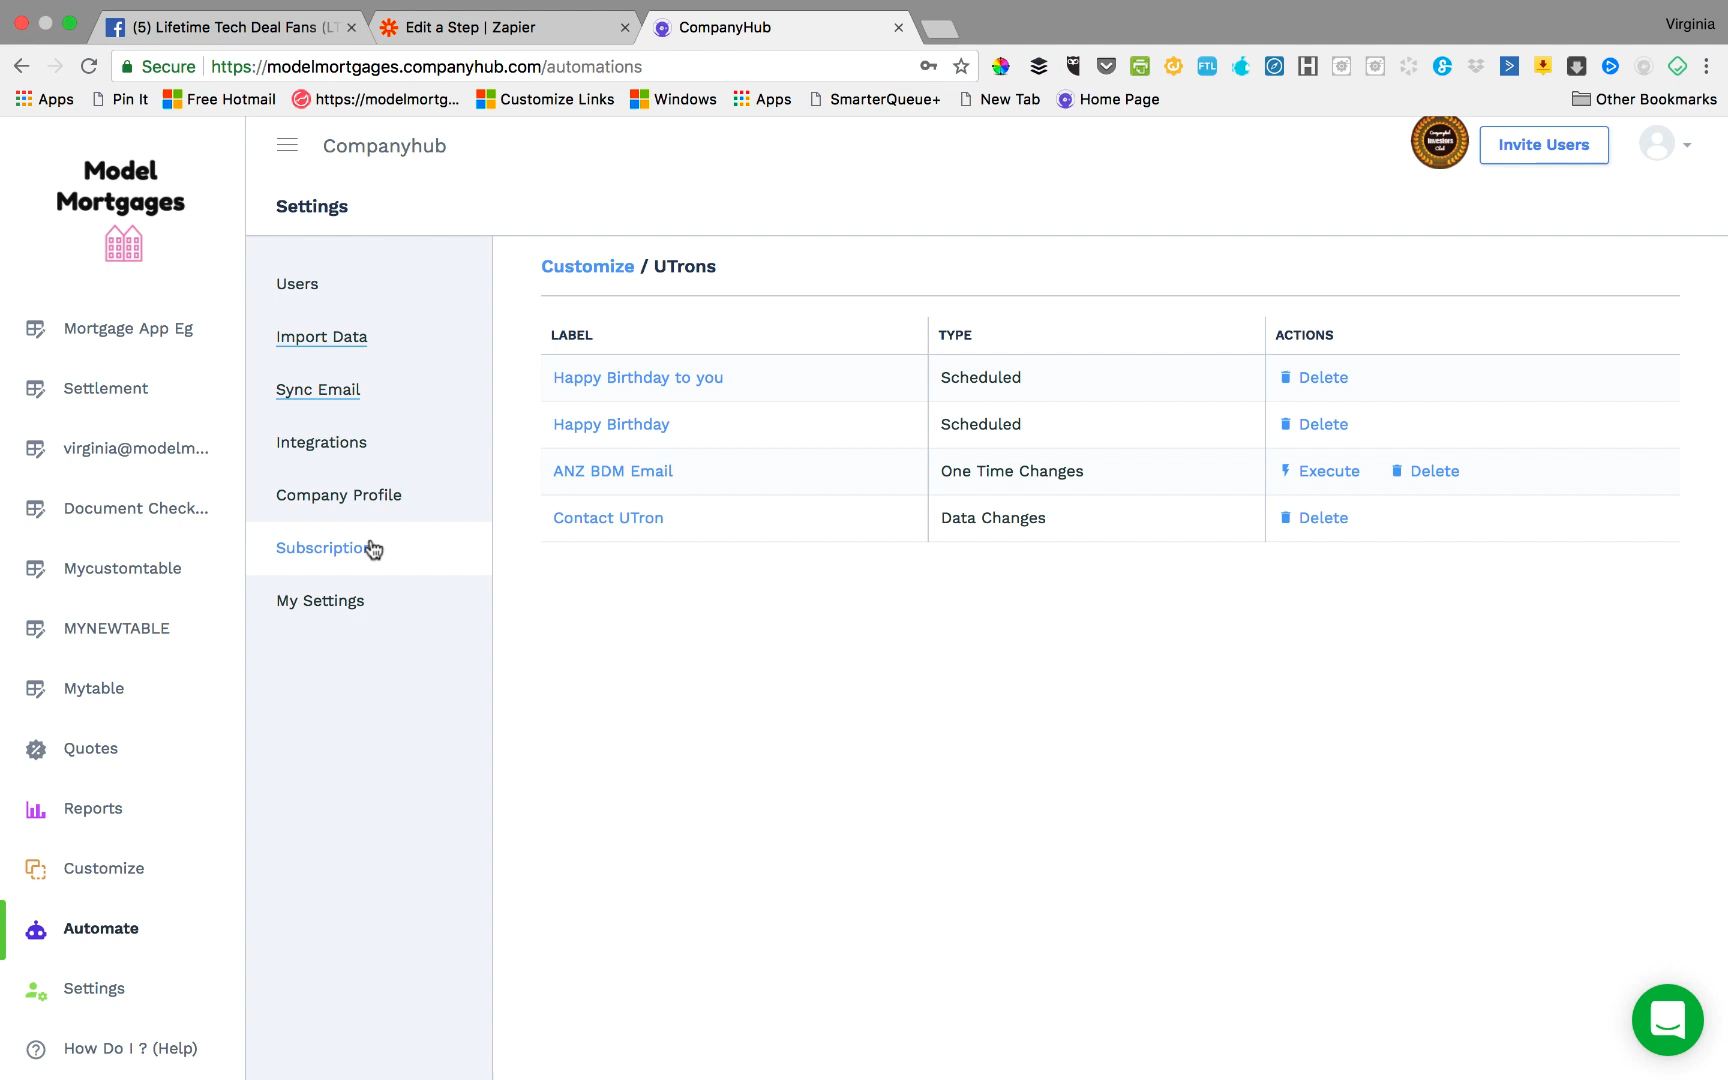 (5) Lifetime Tech Deal Fans (LT
Edit a Step | Zapier
CompanyHub
Virginia
Secure
https://modelmortgages.companyhub.com/automations
FTL
Apps
Pin It
Free Hotmail
https://modelmortg...
Customize Links
Windows
Apps
SmarterQueue+
New Tab
Home Page
Other Bookmarks
Model
Mortgages
Companyhub
Investors
Club
Invite Users
Settings
Mortgage App Eg
Settlement
virginia@modelm...
Document Check...
Mycustomtable
MYNEWTABLE
Mytable
Quotes
Reports
Customize
Automate
Settings
How Do I ? (Help)
Users
Import Data
Sync Email
Integrations
Company Profile
Subscription
My Settings
Customize / UTrons
LABEL TYPE ACTIONS
Happy Birthday to you Scheduled Delete
Happy Birthday Scheduled Delete
ANZ BDM Email One Time Changes Execute Delete
Contact UTron Data Changes Delete